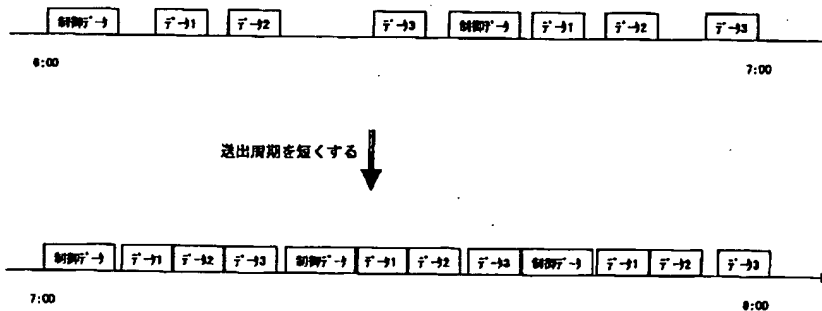 制御データ データ1 データ2 データ3 制御データ データ1 データ2 データ3
6:00 7:00
送出周期を短くする
制御データ データ1 データ2 データ3 制御データ データ1 データ2 データ3 制御データ データ1 データ2 データ3
7:00 8:00